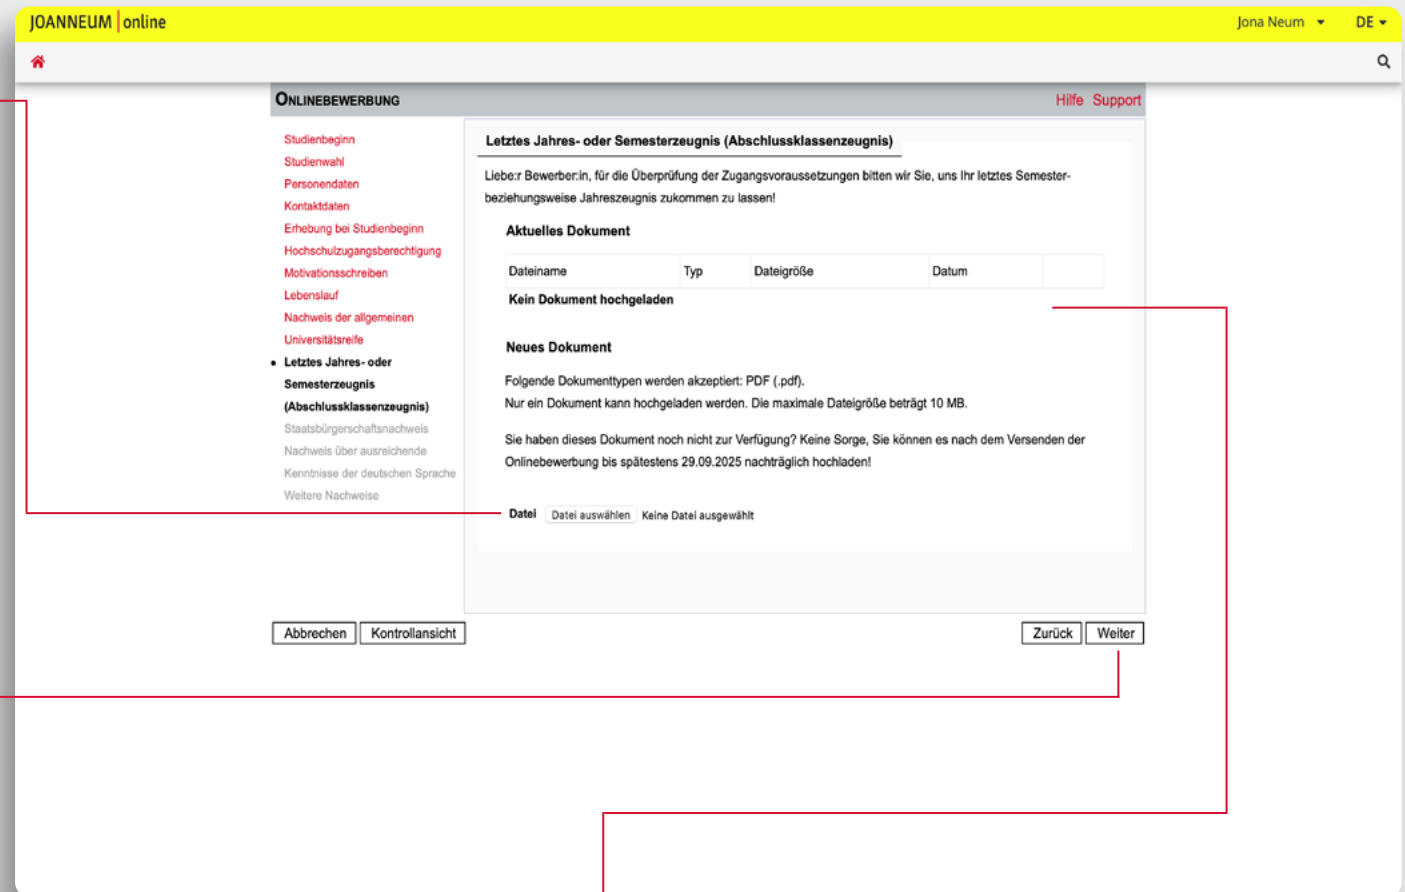 JOANNEUM online
Jona Neum DE
ONLINEBEWERBUNG
Hilfe Support
Studienbeginn
Studienwahl
Personendaten
Kontaktdaten
Erhebung bei Studienbeginn
Hochschulzugangsberechtigung
Motivationsschreiben
Lebenslauf
Nachweis der allgemeinen
Universitätsreife
Letztes Jahres- oder
Semesterzeugnis
(Abschlussklassenzeugnis)
Staatsbürgerschaftsnachweis
Nachweis über ausreichende
Kenntnisse der deutschen Sprache
Weitere Nachweise
Letztes Jahres- oder Semesterzeugnis (Abschlussklassenzeugnis)
Liebe:r Bewerber:in, für die Überprüfung der Zugangsvoraussetzungen bitten wir Sie, uns Ihr letztes Semester-
beziehungsweise Jahreszeugnis zukommen zu lassen!
Aktuelles Dokument
Dateiname Typ Dateigröße Datum
Kein Dokument hochgeladen
Neues Dokument
Folgende Dokumenttypen werden akzeptiert: PDF (.pdf).
Nur ein Dokument kann hochgeladen werden. Die maximale Dateigröße beträgt 10 MB.
Sie haben dieses Dokument noch nicht zur Verfügung? Keine Sorge, Sie können es nach dem Versenden der
Onlinebewerbung bis spätestens 29.09.2025 nachträglich hochladen!
Datei Datei auswählen Keine Datei ausgewählt
Abbrechen Kontrollansicht Zurück Weiter